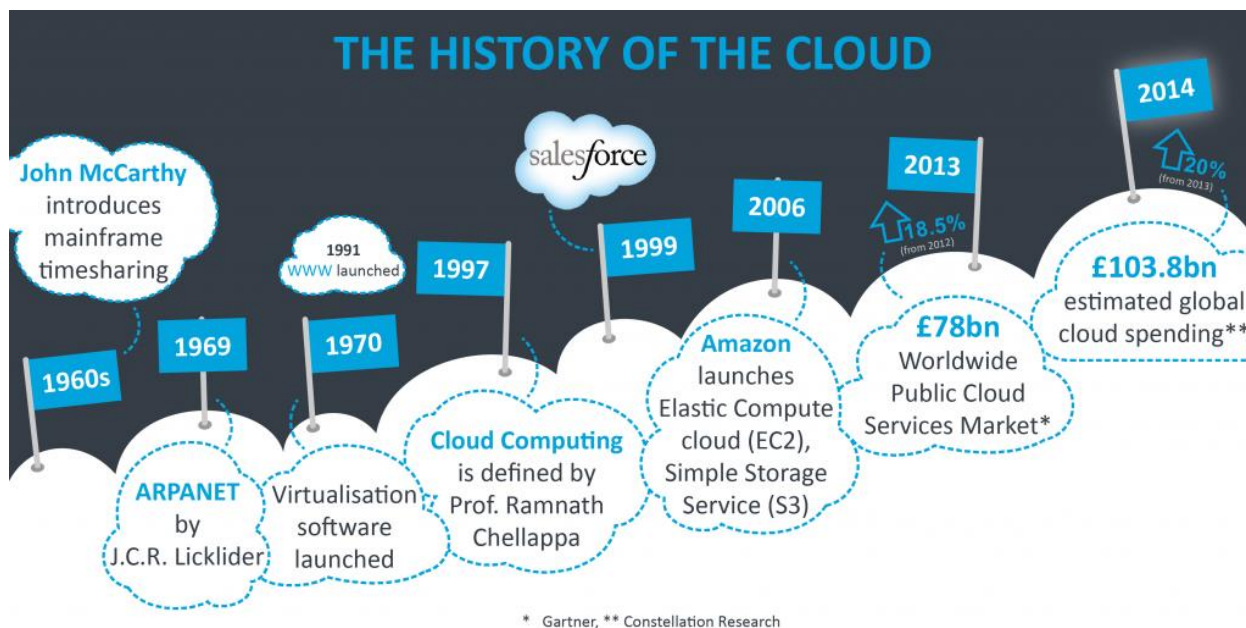 THE HISTORY OF THE CLOUD
1960s
John McCarthy
introduces
mainframe
timesharing
1969
ARPANET
by
J.C.R. Licklider
1970
Virtualisation
software
launched
1991
WWW launched
1997
Cloud Computing
is defined by
Prof. Ramnath
Chellappa
1999
salesforce
2006
Amazon
launches
Elastic Compute
cloud (EC2),
Simple Storage
Service (S3)
2013
18.5%
(from 2012)
£78bn
Worldwide
Public Cloud
Services Market*
2014
20%
(from 2013)
£103.8bn
estimated global
cloud spending**
* Gartner, ** Constellation Research